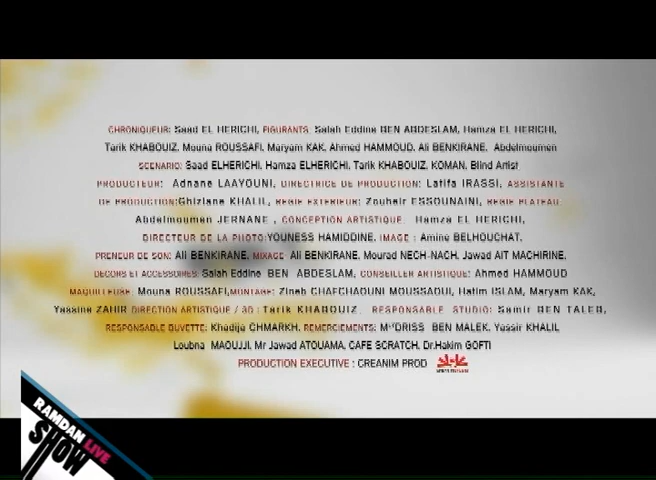 CHRONIQUEUR: Saad EL HERICHI, FIGURANTS: Salah Eddine BEN ABDESLAM, Hamza EL HERICHI,
Tarik KHABOUIZ, Mouna ROUSSAFI, Maryam KAK, Ahmed HAMMOUD, Ali BENKIRANE, Abdelmoumen
SCENARIO: Saad ELHERICHI, Hamza ELHERICHI, Tarik KHABOUIZ, KOMAN, Blind Artist
PRODUCTEUR: Adnane LAAYOUNI, DIRECTRICE DE PRODUCTION: Latifa IRASSI, ASSISTANTE
DE PRODUCTION:Ghizlane KHALIL, REGIE EXTERIEUR: Zouheir ESSOUNAINI, REGIE PLATEAU:
Abdelmoumen JERNANE , CONCEPTION ARTISTIQUE: Hamza EL HERICHI,
DIRECTEUR DE LA PHOTO:YOUNESS HAMIDDINE, IMAGE : Amine BELHOUCHAT,
PRENEUR DE SON: Ali BENKIRANE, MIXAGE: Ali BENKIRANE, Mourad NECH-NACH, Jawad AIT MACHIRINE,
DECORS ET ACCESSOIRES: Salah Eddine BEN ABDESLAM, CONSEILLER ARTISTIQUE: Ahmed HAMMOUD
MAQUILLEUSE: Mouna ROUSSAFI,MONTAGE: Zineb CHAFCHAOUNI MOUSSAOUI, Hatim ISLAM, Maryam KAK,
Yassine ZAHIR DIRECTION ARTISTIQUE / 3D : Tarik KHABOUIZ, RESPONSABLE STUDIO: Samir BEN TALEB,
RESPONSABLE BUVETTE: Khadija CHMARKH, REMERCIEMENTS: DRISS BEN MALEK, Yassir KHALIL
Loubna MAOUJJI, Mr Jawad ATOUAMA, CAFE SCRATCH, Dr.Hakim GOFTI
PRODUCTION EXECUTIVE : CREANIM PROD
RAMDAN LIVE
SHOW